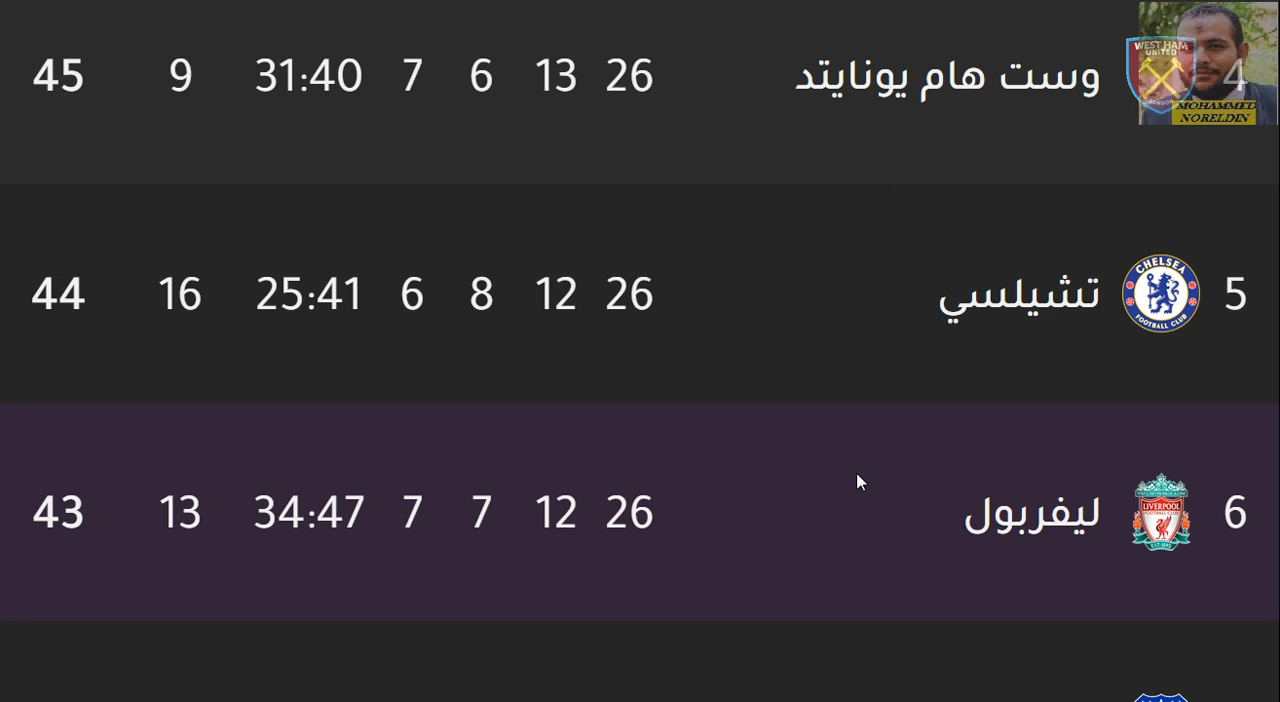 4 WEST HAM UNITED LONDON وست هام يونايتد 26 13 6 7 31:40 9 45
MOHAMMED
NORELDIN
5 CHELSEA FOOTBALL CLUB تشيلسي 26 12 8 6 25:41 16 44
6 LIVERPOOL ليفربول 26 12 7 7 34:47 13 43